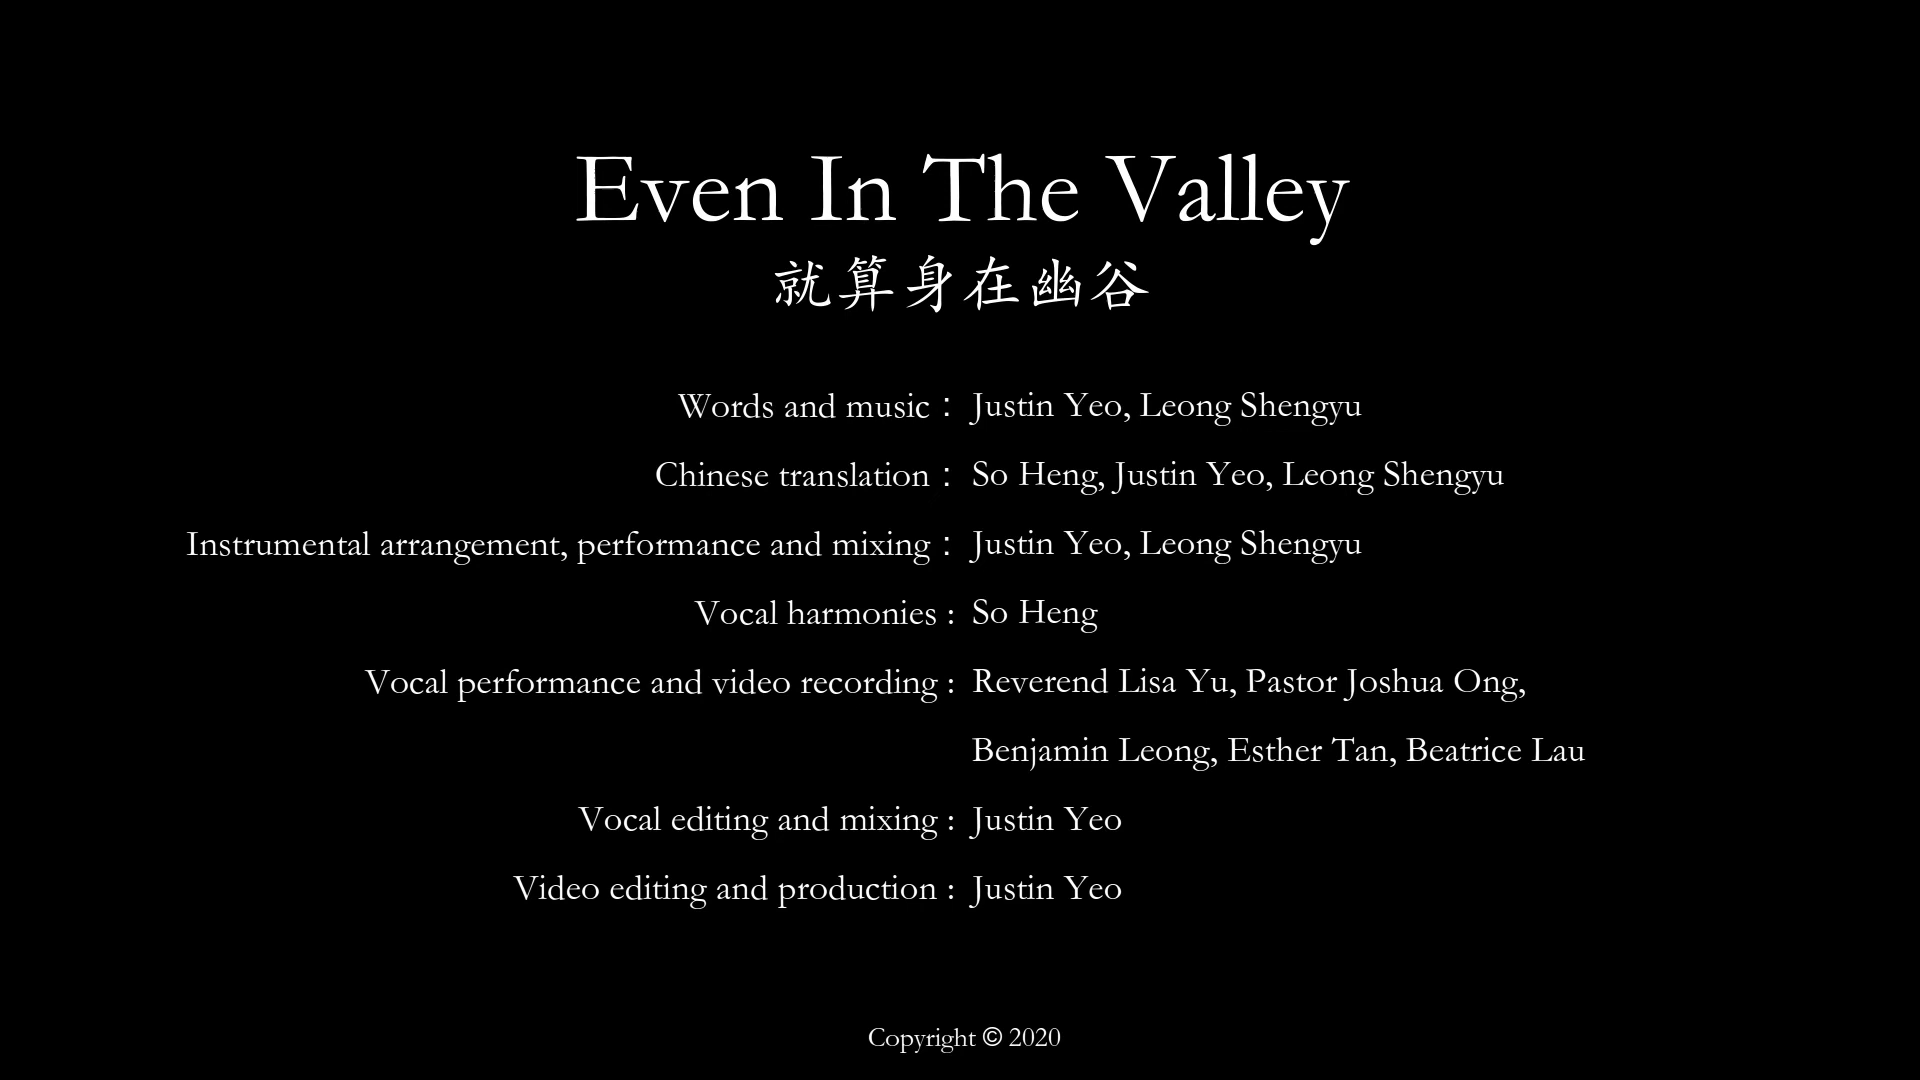 Even In The Valley
就算身在幽谷
Words and music： Justin Yeo, Leong Shengyu
Chinese translation： So Heng, Justin Yeo, Leong Shengyu
Instrumental arrangement, performance and mixing： Justin Yeo, Leong Shengyu
Vocal harmonies : So Heng
Vocal performance and video recording : Reverend Lisa Yu, Pastor Joshua Ong,
Benjamin Leong, Esther Tan, Beatrice Lau
Vocal editing and mixing : Justin Yeo
Video editing and production : Justin Yeo
Copyright © 2020